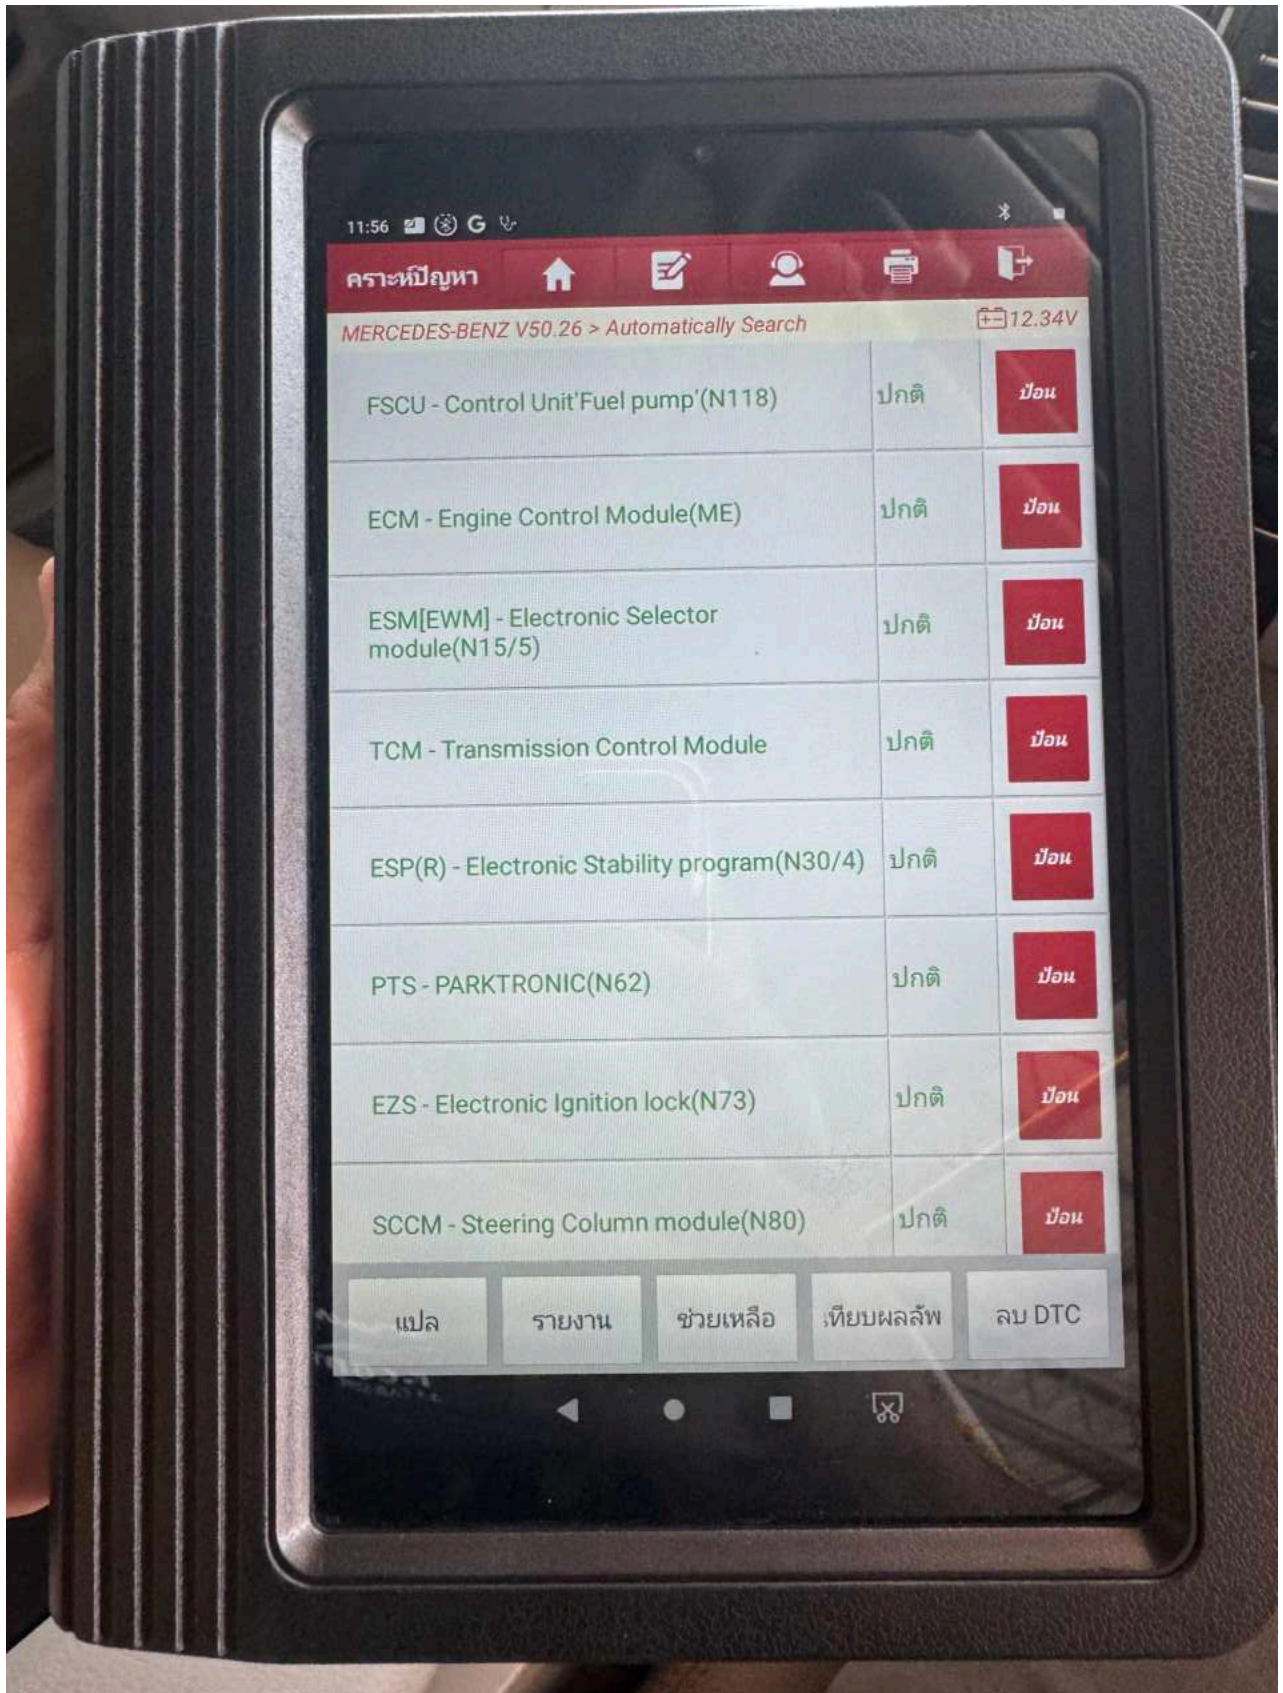 11:56 G
คราะห์ปัญหา
MERCEDES-BENZ V50.26 > Automatically Search 12.34V
FSCU - Control Unit'Fuel pump'(N118) ปกติ ป้อน
ECM - Engine Control Module(ME) ปกติ ป้อน
ESM[EWM] - Electronic Selector
module(N15/5) ปกติ ป้อน
TCM - Transmission Control Module ปกติ ป้อน
ESP(R) - Electronic Stability program(N30/4) ปกติ ป้อน
PTS - PARKTRONIC(N62) ปกติ ป้อน
EZS - Electronic Ignition lock(N73) ปกติ ป้อน
SCCM - Steering Column module(N80) ปกติ ป้อน
แปล รายงาน ช่วยเหลือ เทียบผลลัพ ลบ DTC